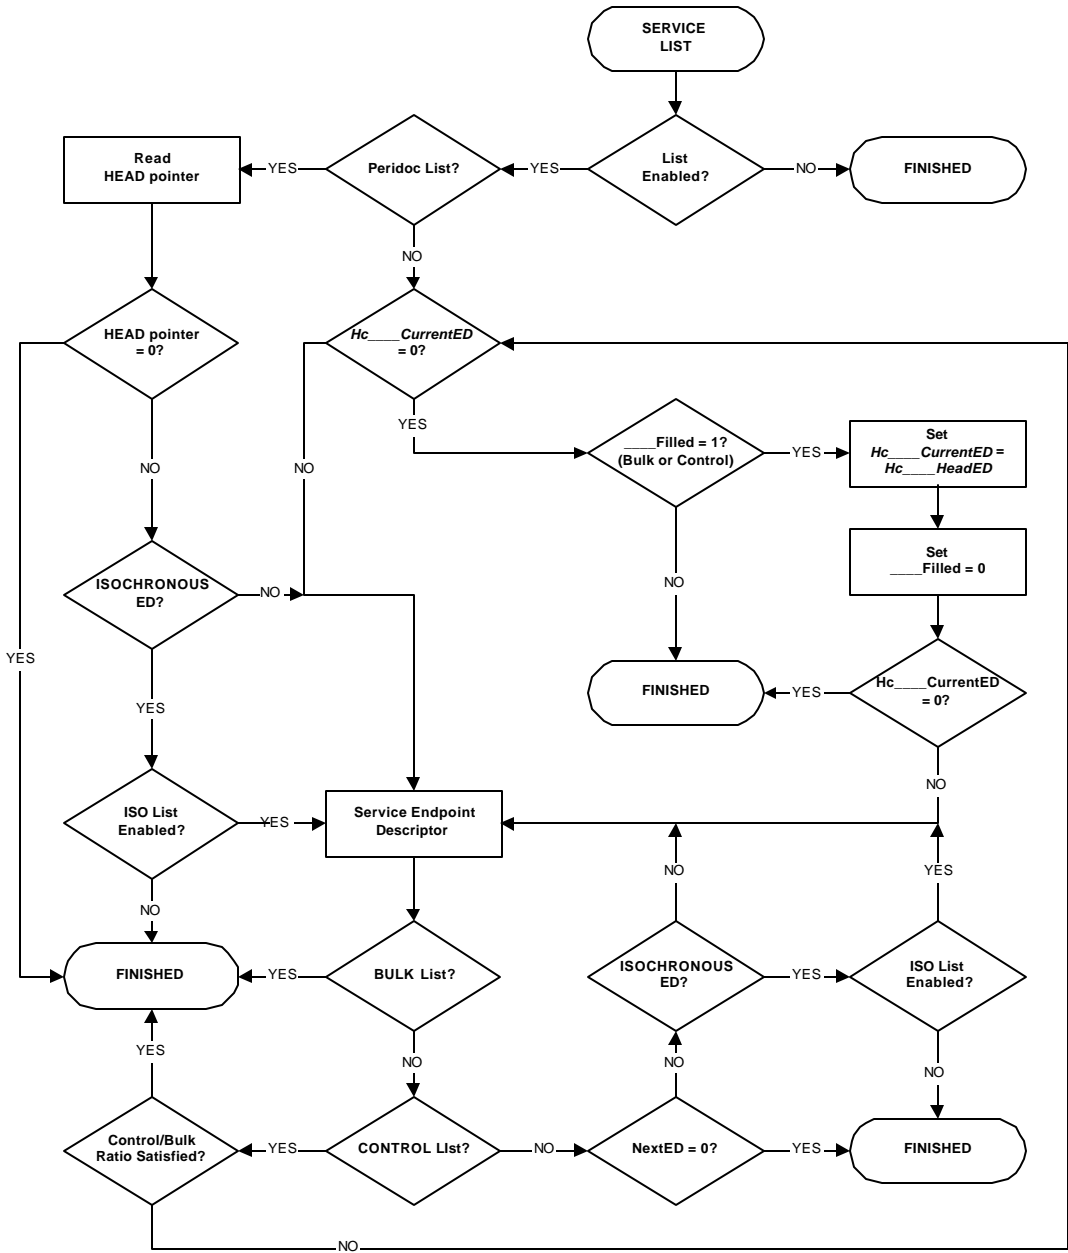 SERVICE
LIST
Read
HEAD pointer
YES
Peridoc List?
YES
List
Enabled?
NO
FINISHED
NO
HEAD pointer
= 0?
Hc____CurrentED
= 0?
YES
____Filled = 1?
(Bulk or Control)
YES
Set
Hc____CurrentED =
Hc____HeadED
NO
NO
Set
____Filled = 0
ISOCHRONOUS
ED?
NO
NO
YES
FINISHED
YES
Hc____CurrentED
= 0?
YES
NO
ISO List
Enabled?
YES
Service Endpoint
Descriptor
NO
YES
NO
FINISHED
YES
BULK List?
ISOCHRONOUS
ED?
YES
ISO List
Enabled?
YES
NO
NO
NO
Control/Bulk
Ratio Satisfied?
YES
CONTROL LIst?
NO
NextED = 0?
YES
FINISHED
NO